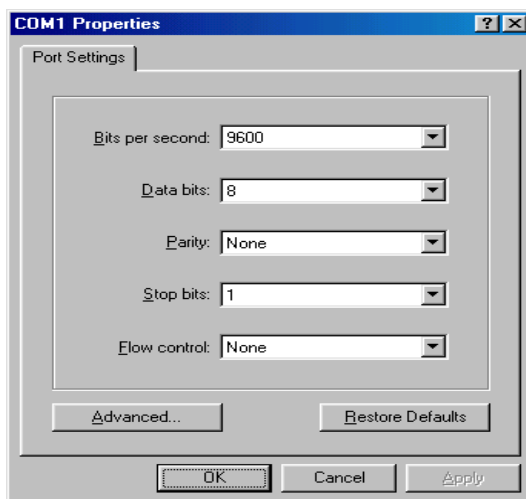 COM1 Properties
Port Settings
Bits per second: 9600
Data bits: 8
Parity: None
Stop bits: 1
Flow control: None
Advanced... Restore Defaults
OK Cancel Apply